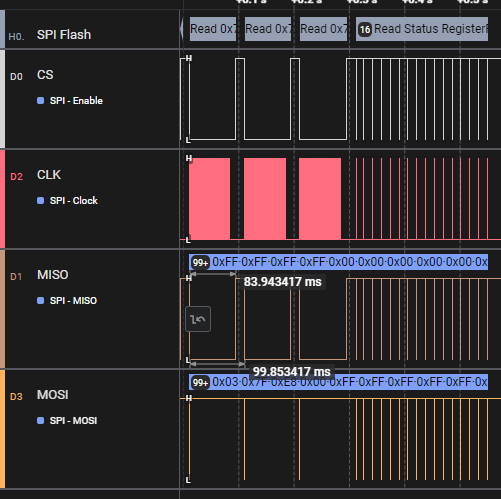 H0. SPI Flash
Read 0x7 Read 0x7 Read 0x7 16 Read Status Register
D0 CS
SPI - Enable
H
L
D2 CLK
SPI - Clock
H
L
99+ 0xFF·0xFF·0xFF·0xFF·0x00·0x00·0x00·0x00·0x00·0x
D1 MISO
H
83.943417 ms
SPI - MISO
L
99.853417 ms
99+ 0x03·0x7F·0xE8·0x00·0xFF·0xFF·0xFF·0xFF·0xFF·0x
D3 MOSI
H
SPI - MOSI
L